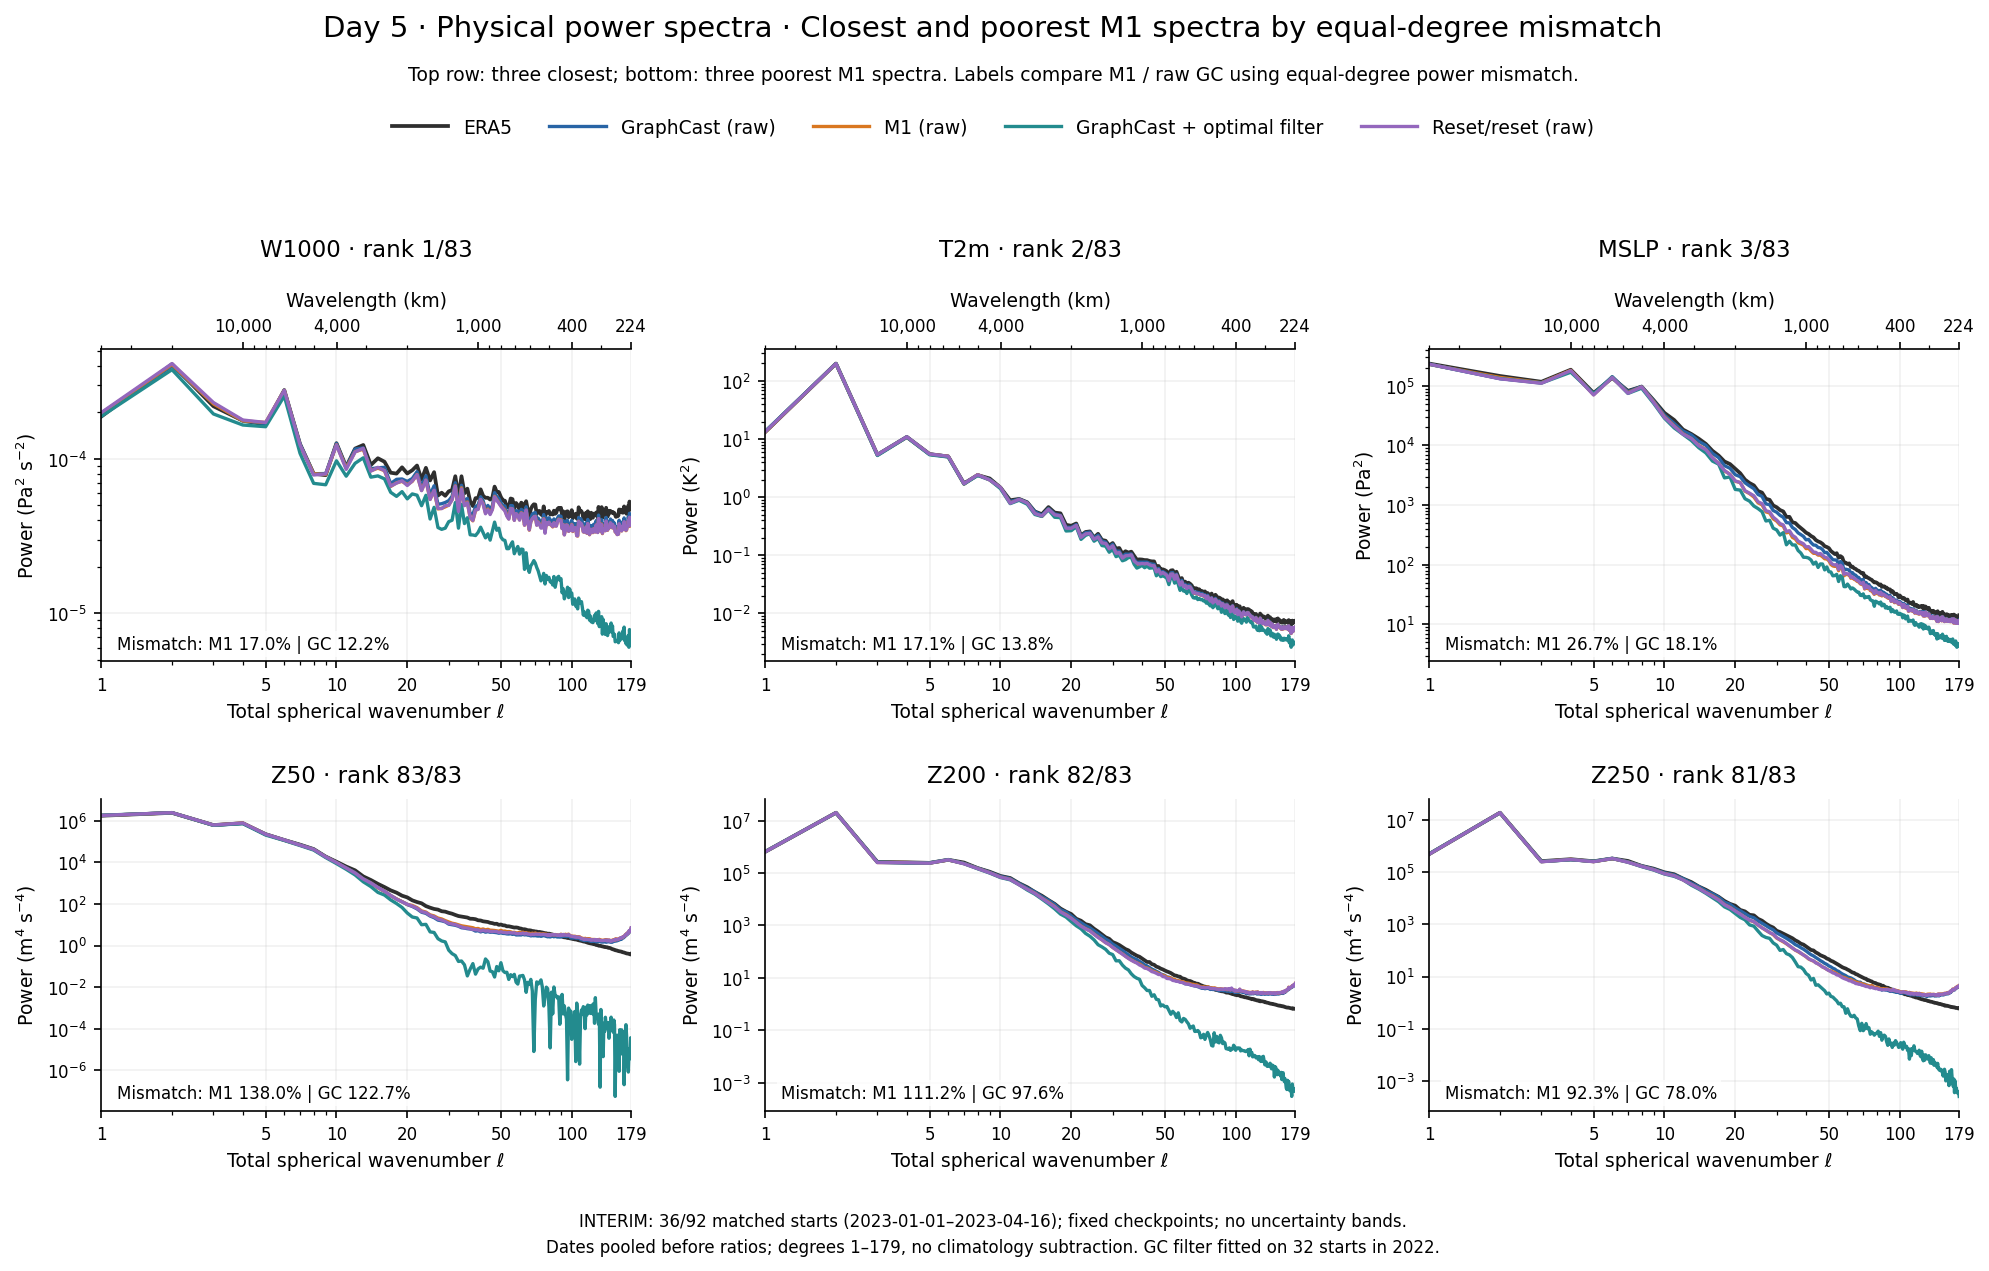 Day 5 · Physical power spectra · Closest and poorest M1 spectra by equal-degree mismatch
Top row: three closest; bottom: three poorest M1 spectra. Labels compare M1 / raw GC using equal-degree power mismatch.
ERA5 GraphCast (raw) M1 (raw) GraphCast + optimal filter Reset/reset (raw)
W1000 · rank 1/83
Wavelength (km)
10,000 4,000 1,000 400 224
Power (Pa² s⁻²)
10⁻⁴
10⁻⁵
Mismatch: M1 17.0% | GC 12.2%
1 5 10 20 50 100 179
Total spherical wavenumber ℓ
T2m · rank 2/83
Wavelength (km)
10,000 4,000 1,000 400 224
Power (K²)
10²
10¹
10⁰
10⁻¹
10⁻²
Mismatch: M1 17.1% | GC 13.8%
1 5 10 20 50 100 179
Total spherical wavenumber ℓ
MSLP · rank 3/83
Wavelength (km)
10,000 4,000 1,000 400 224
Power (Pa²)
10⁵
10⁴
10³
10²
10¹
Mismatch: M1 26.7% | GC 18.1%
1 5 10 20 50 100 179
Total spherical wavenumber ℓ
Z50 · rank 83/83
Power (m⁴ s⁻⁴)
10⁶
10⁴
10²
10⁰
10⁻²
10⁻⁴
10⁻⁶
Mismatch: M1 138.0% | GC 122.7%
1 5 10 20 50 100 179
Total spherical wavenumber ℓ
Z200 · rank 82/83
Power (m⁴ s⁻⁴)
10⁷
10⁵
10³
10¹
10⁻¹
10⁻³
Mismatch: M1 111.2% | GC 97.6%
1 5 10 20 50 100 179
Total spherical wavenumber ℓ
Z250 · rank 81/83
Power (m⁴ s⁻⁴)
10⁷
10⁵
10³
10¹
10⁻¹
10⁻³
Mismatch: M1 92.3% | GC 78.0%
1 5 10 20 50 100 179
Total spherical wavenumber ℓ
INTERIM: 36/92 matched starts (2023-01-01–2023-04-16); fixed checkpoints; no uncertainty bands.
Dates pooled before ratios; degrees 1–179, no climatology subtraction. GC filter fitted on 32 starts in 2022.